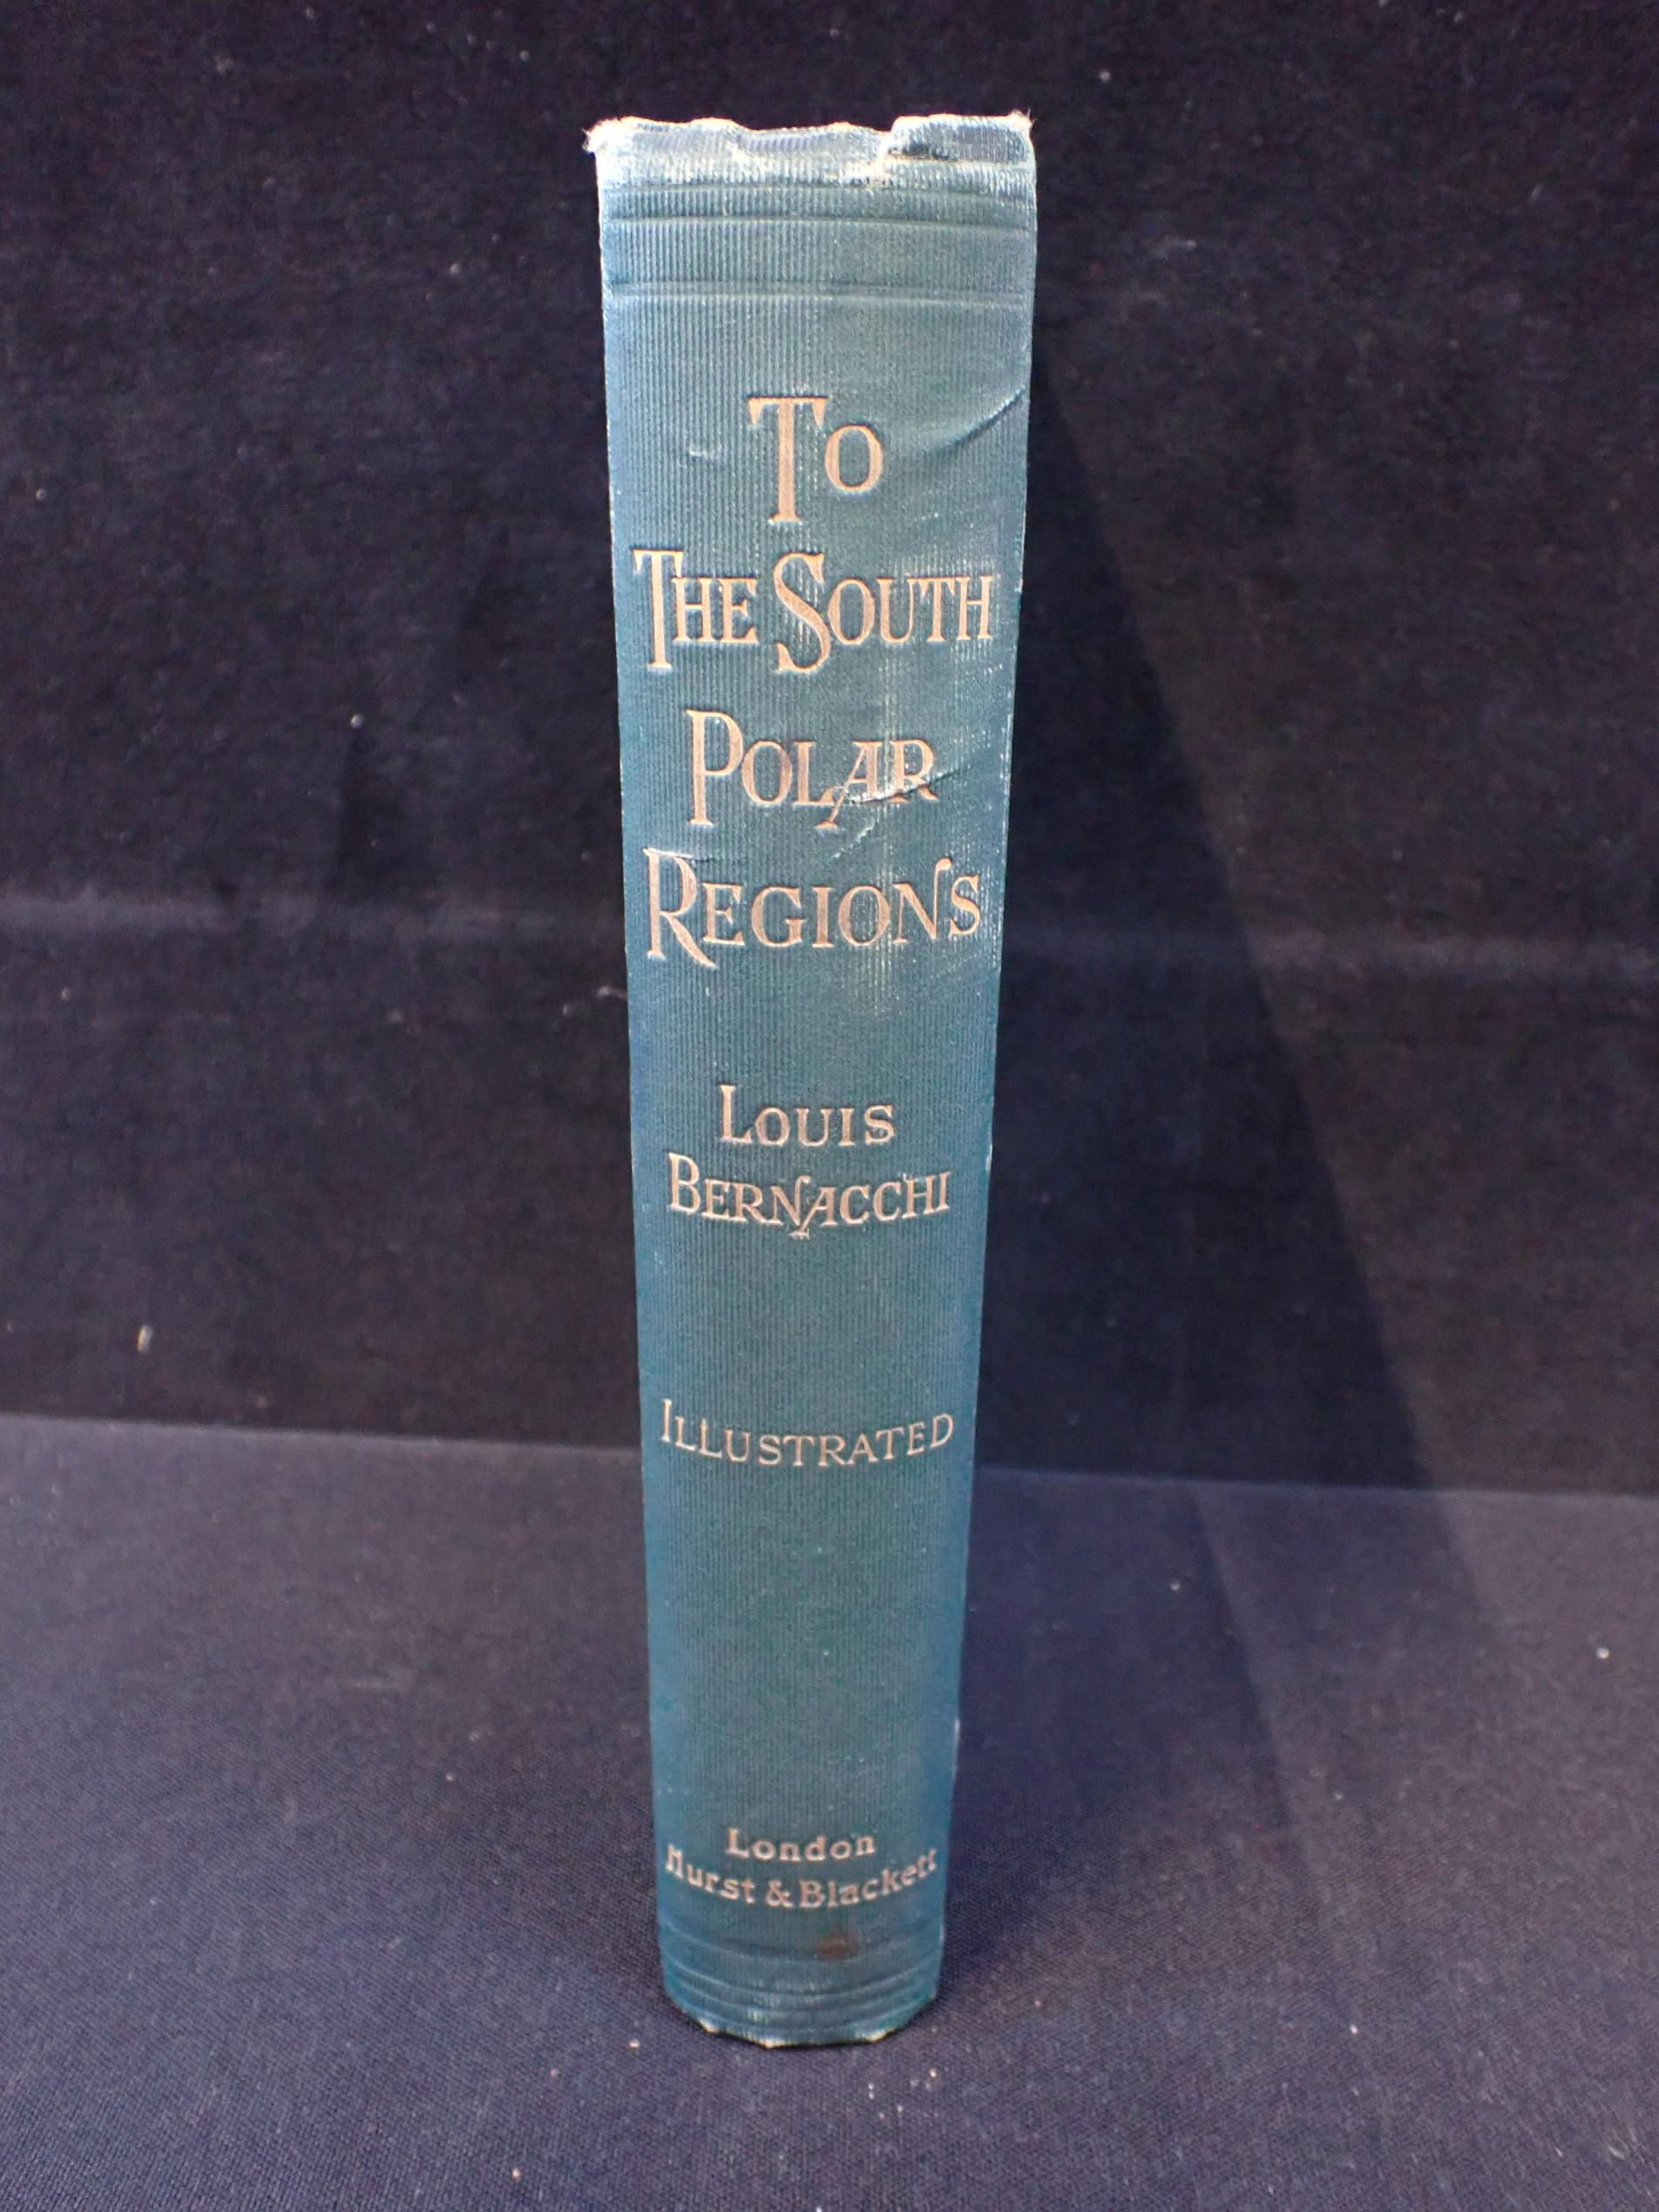 To
The South
Polar
Regions
Louis
Bernacchi
Illustrated
London
Hurst & Blackett